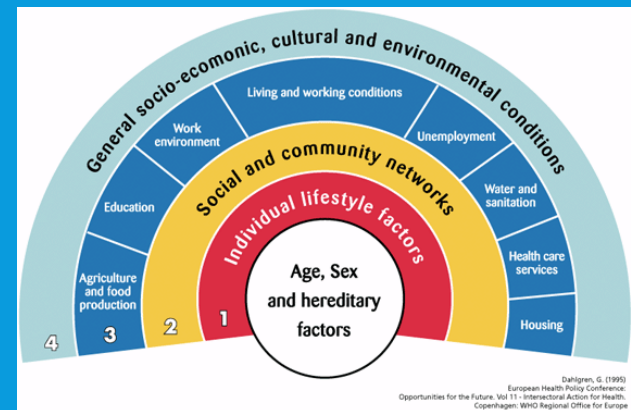 General socio-ecomonic, cultural and environmental conditions
Living and working conditions
Work
environment
Unemployment
Education
Water and
sanitation
Agriculture
and food
production
Health care
services
Housing
Social and community networks
Individual lifestyle factors
Age, Sex
and hereditary
factors
4
3
2
1
Dahlgren, G. (1995)
European Health Policy Conference:
Opportunities for the Future. Vol 11 - Intersectoral Action for Health.
Copenhagen: WHO Regional Office for Europe